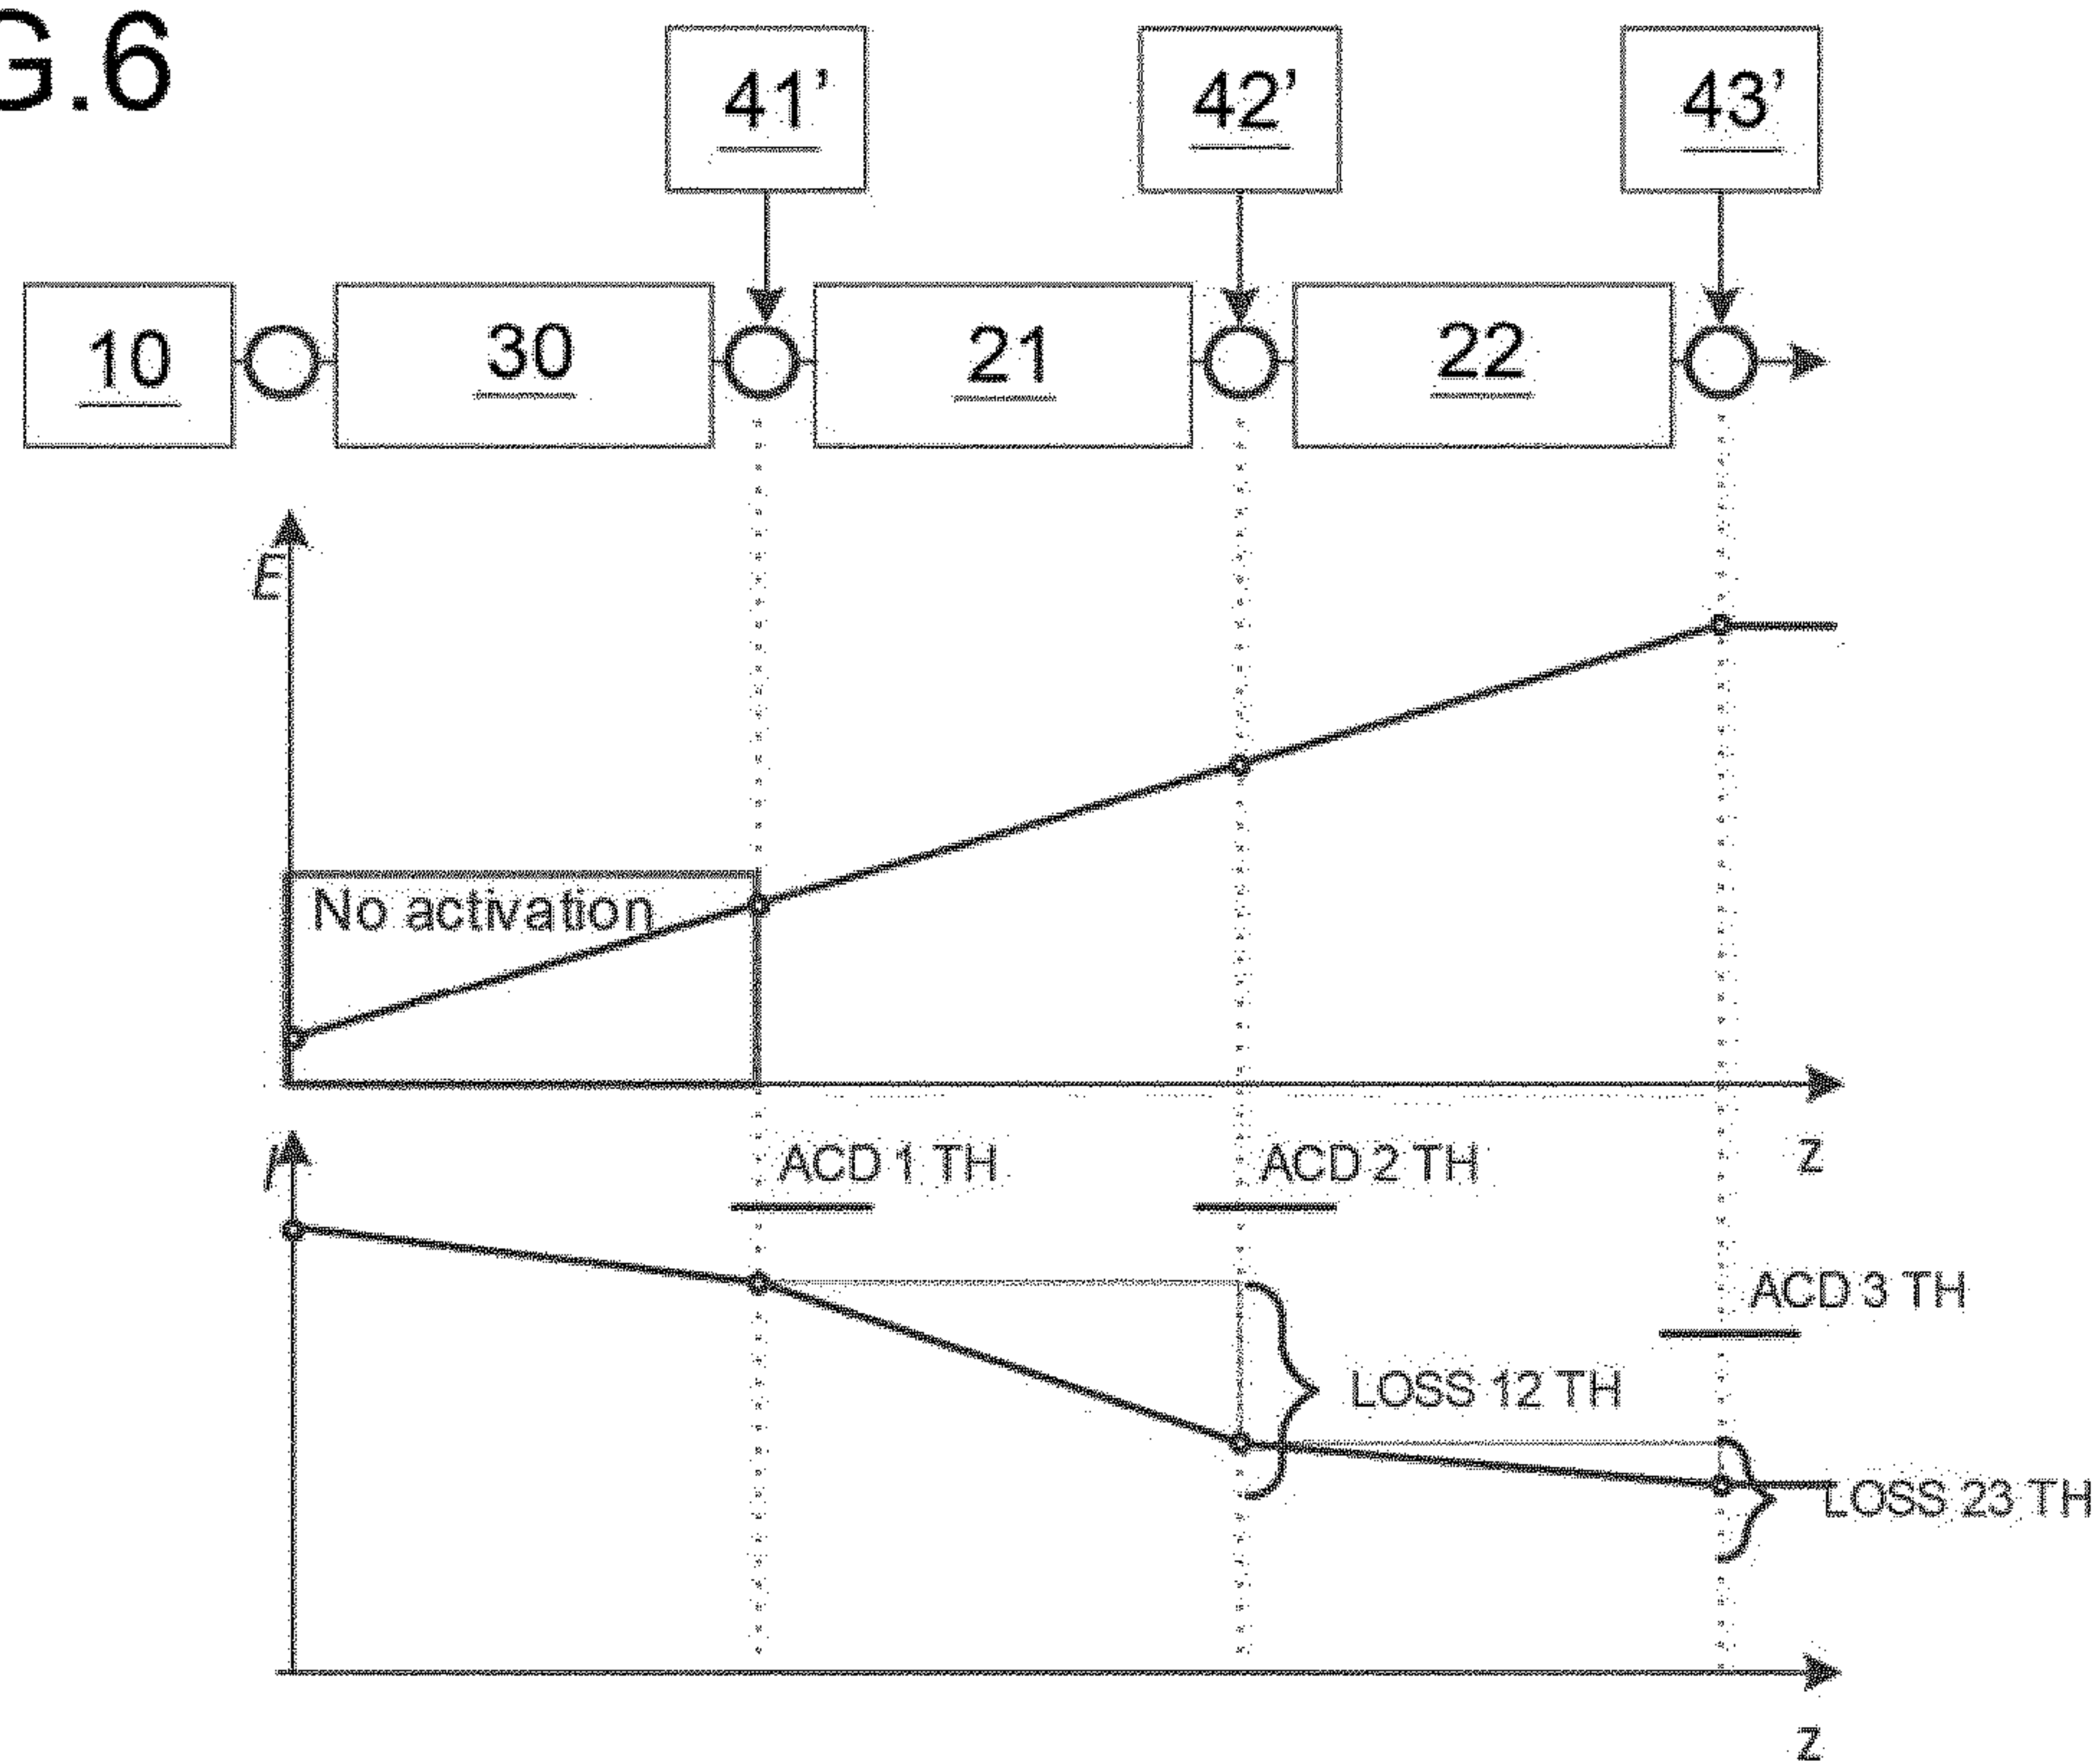 G.6
41' 42' 43'
10 30 21 22
E
No activation
z
I
ACD 1 TH ACD 2 TH
ACD 3 TH
LOSS 12 TH
LOSS 23 TH
z